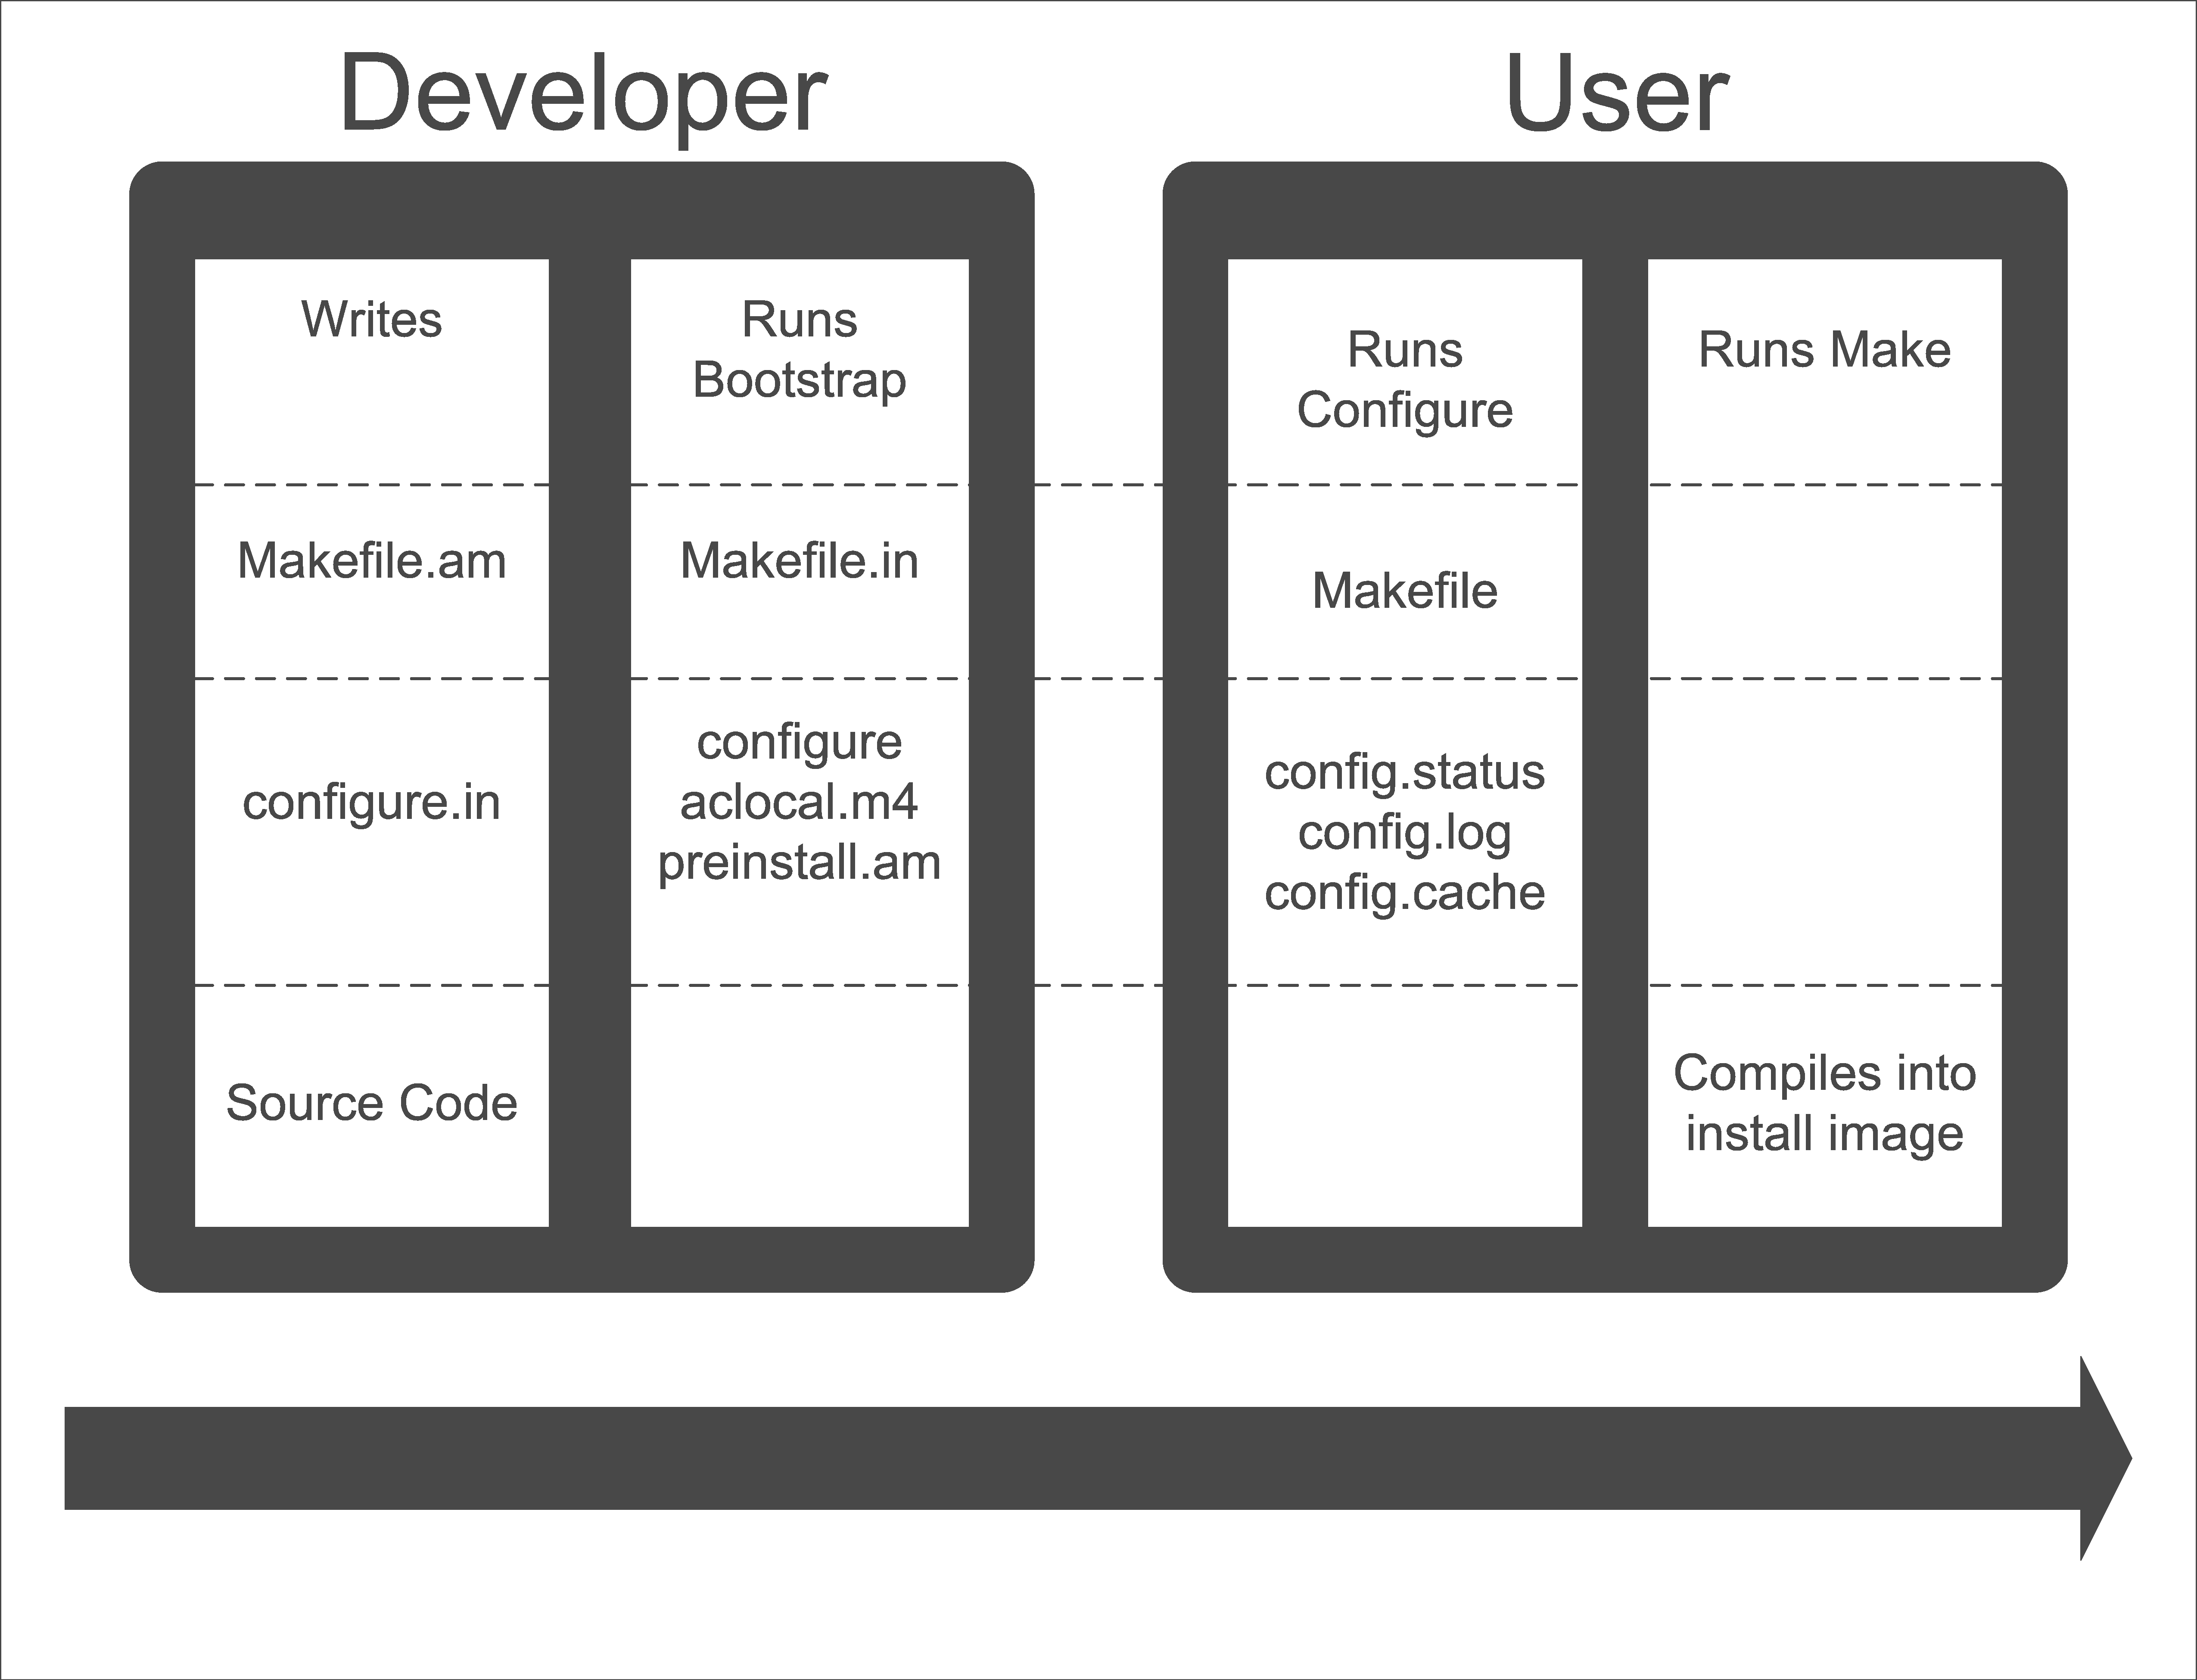 Developer
User
Writes
Runs
Bootstrap
Runs
Configure
Runs Make
Makefile.am
Makefile.in
Makefile
configure.in
configure
aclocal.m4
preinstall.am
config.status
config.log
config.cache
Source Code
Compiles into
install image